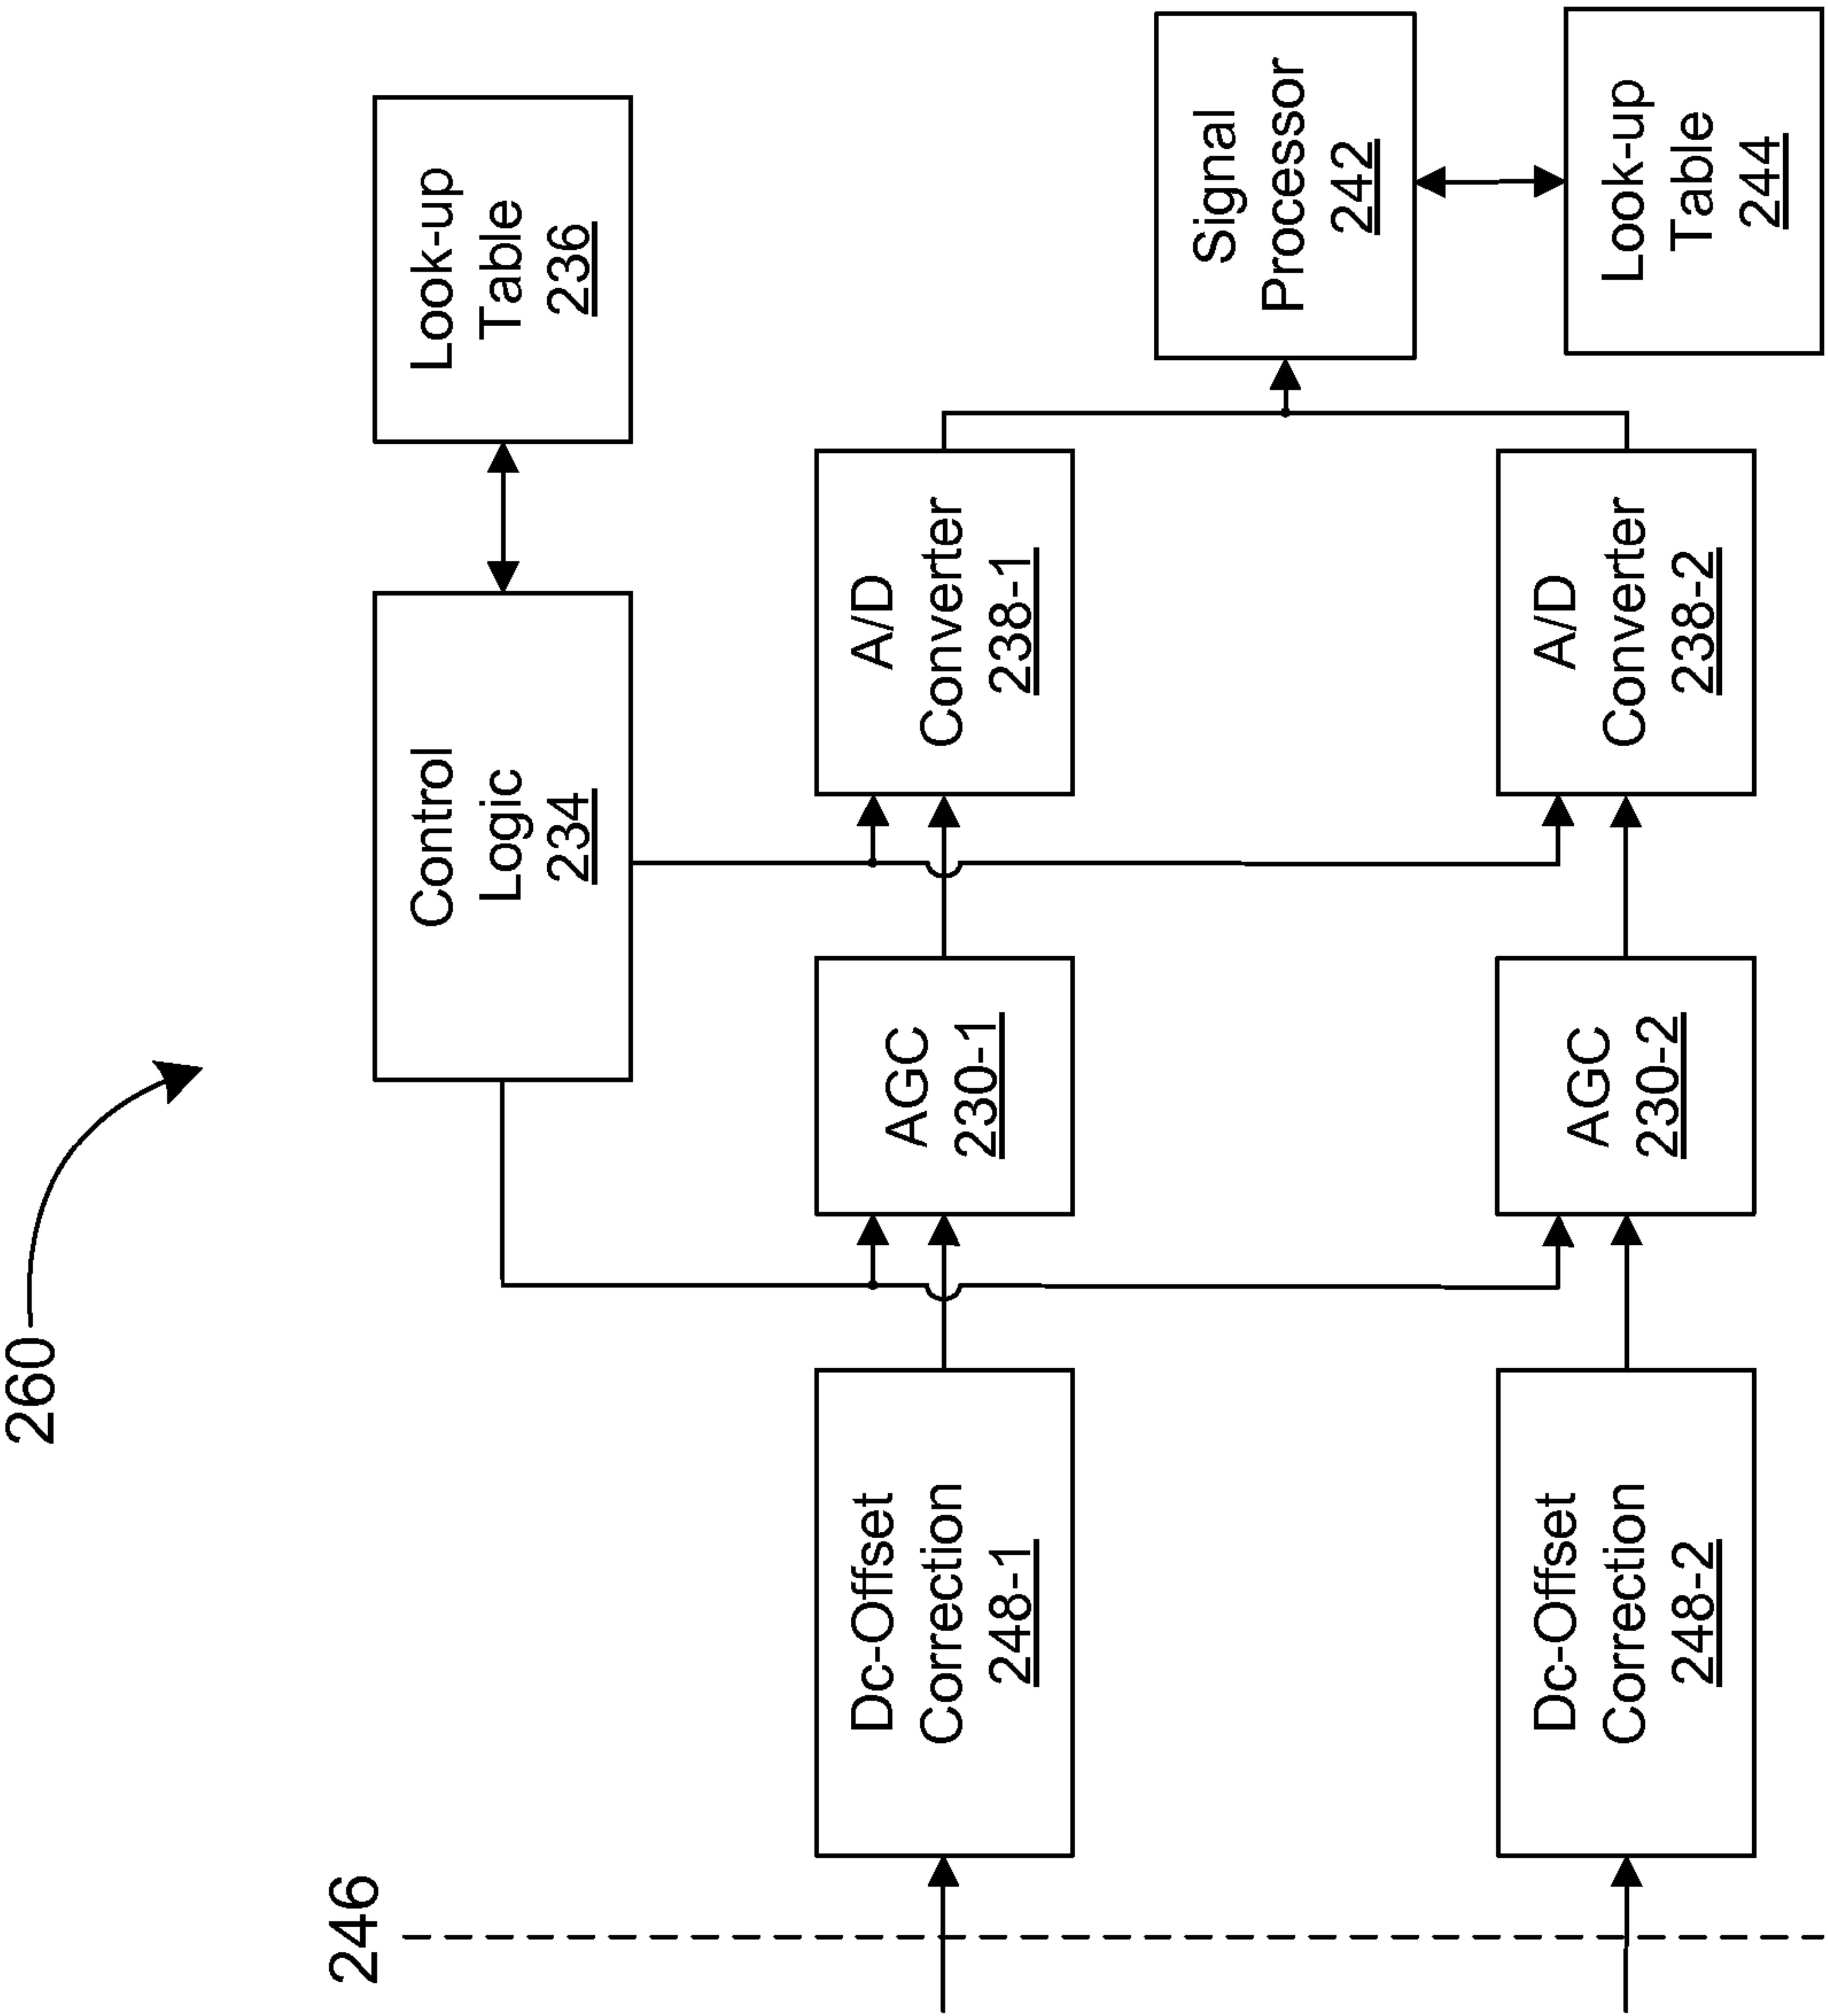 260
246
Control
Logic
234
Look-up
Table
236
Dc-Offset
Correction
248-1
AGC
230-1
A/D
Converter
238-1
Signal
Processor
242
Dc-Offset
Correction
248-2
AGC
230-2
A/D
Converter
238-2
Look-up
Table
244